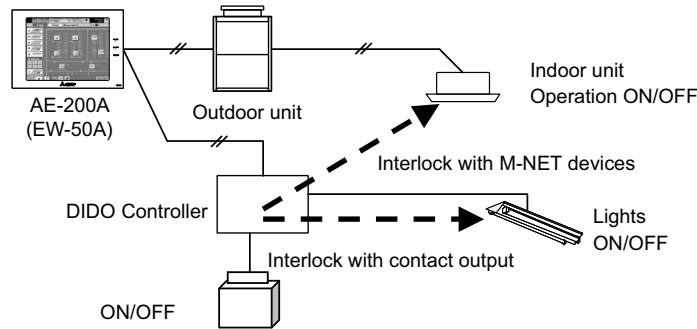 AE-200A
(EW-50A)
Outdoor unit
Indoor unit
Operation ON/OFF
Interlock with M-NET devices
DIDO Controller
Lights
ON/OFF
Interlock with contact output
ON/OFF